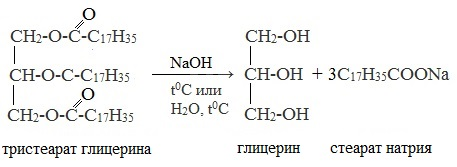 O
CH2-O-C-C17H35
CH-O-C-C17H35
O
CH2-O-C-C17H35
NaOH
t⁰C или
H2O, t⁰C
CH2-OH
CH-OH + 3C17H35COONa
CH2-OH
тристеарат глицерина глицерин стеарат натрия